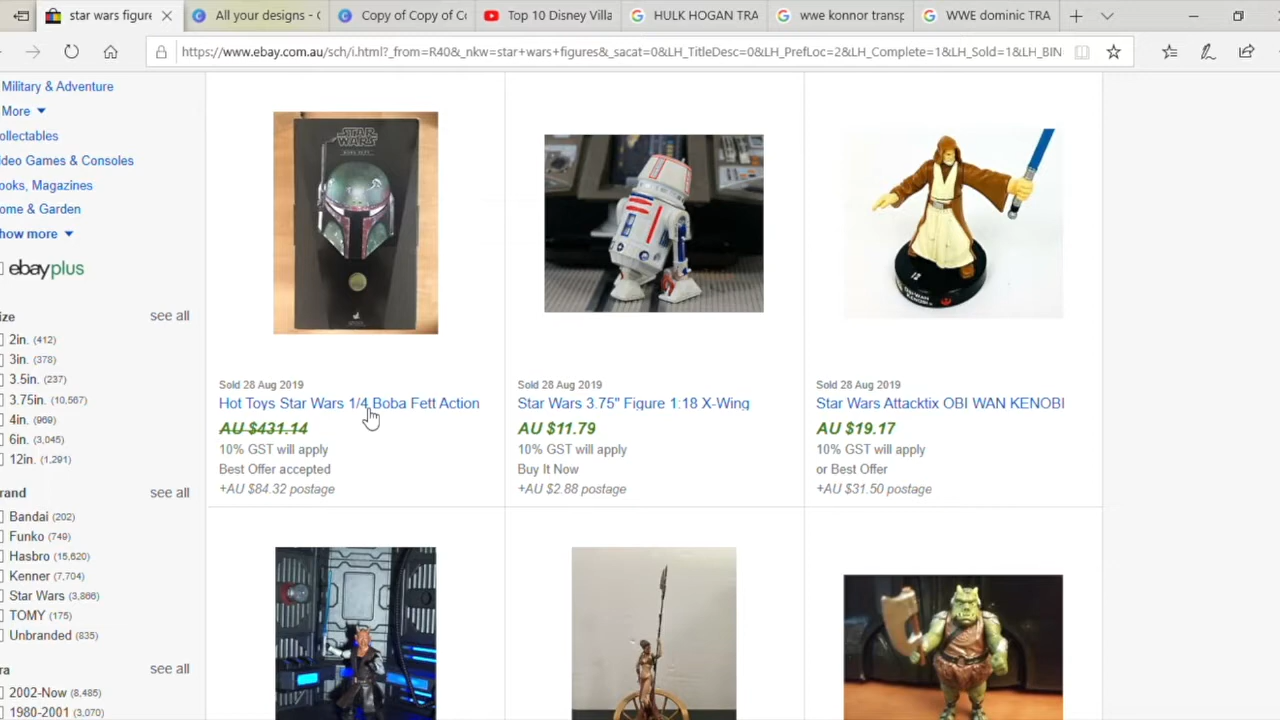 star wars figure
All your designs - C
Copy of Copy of Co
Top 10 Disney Villa
HULK HOGAN TRA
wwe konnor transp
WWE dominic TRA
https://www.ebay.com.au/sch/i.html?_from=R40&_nkw=star+wars+figures&_sacat=0&LH_TitleDesc=0&LH_PrefLoc=2&LH_Complete=1&LH_Sold=1&LH_BIN
Military & Adventure
More
ollectables
deo Games & Consoles
ooks, Magazines
ome & Garden
how more
ebayplus
ize
see all
2in. (412)
3in. (378)
3.5in. (237)
3.75in. (10,567)
4in. (969)
6in. (3,045)
12in. (1,291)
rand
see all
Bandai (202)
Funko (749)
Hasbro (15,620)
Kenner (7,704)
Star Wars (3,866)
TOMY (175)
Unbranded (835)
ra
see all
2002-Now (8,485)
1980-2001 (3,070)
STAR
WARS
BOBA FETT
Sold 28 Aug 2019
Hot Toys Star Wars 1/4 Boba Fett Action
AU $431.14
10% GST will apply
Best Offer accepted
+AU $84.32 postage
Sold 28 Aug 2019
Star Wars 3.75" Figure 1:18 X-Wing
AU $11.79
10% GST will apply
Buy It Now
+AU $2.88 postage
OBI-WAN
KENOBI
Sold 28 Aug 2019
Star Wars Attacktix OBI WAN KENOBI
AU $19.17
10% GST will apply
or Best Offer
+AU $31.50 postage